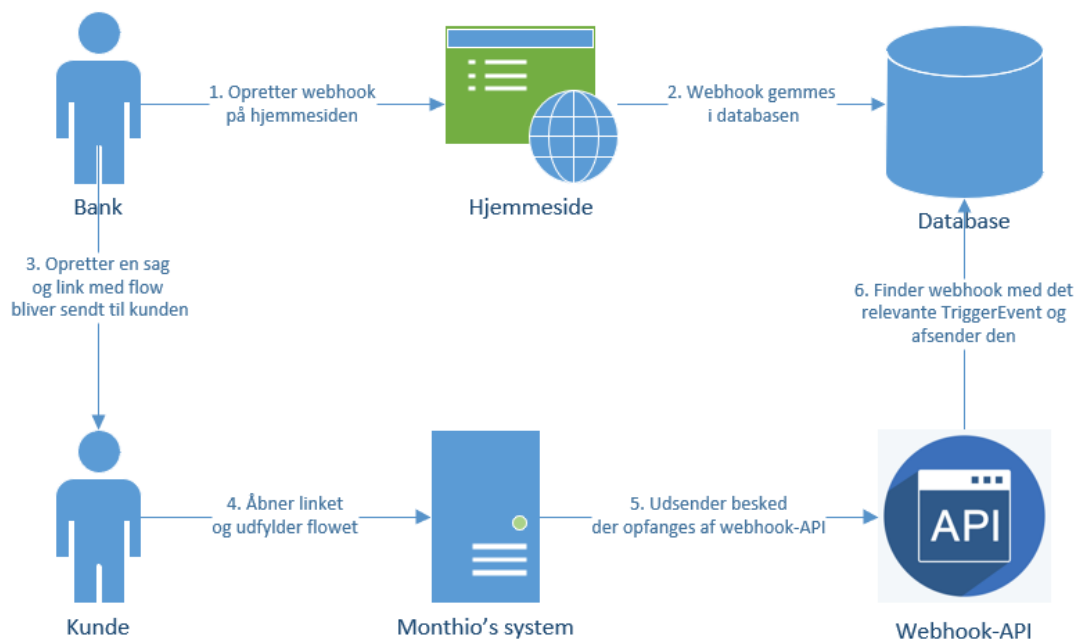 1. Opretter webhook
på hjemmesiden
2. Webhook gemmes
i databasen
Bank
Hjemmeside
Database
3. Opretter en sag
og link med flow
bliver sendt til kunden
6. Finder webhook med det
relevante TriggerEvent og
afsender den
4. Åbner linket
og udfylder flowet
5. Udsender besked
der opfanges af webhook-API
API
Kunde
Monthio's system
Webhook-API